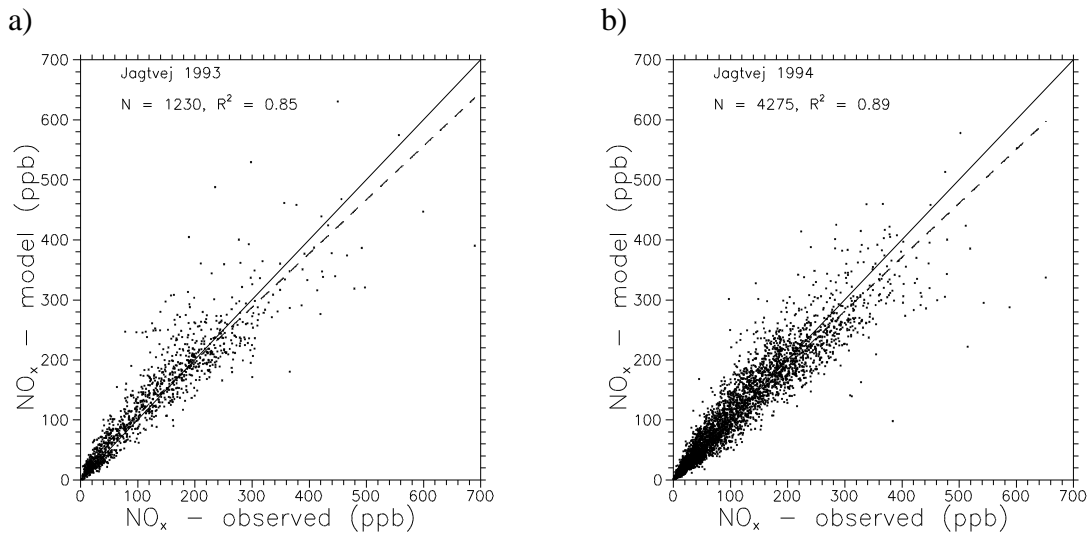 a)
Jagtvej 1993
N = 1230, R² = 0.85
700
600
500
400
300
200
100
0
NOₓ – model (ppb)
0 100 200 300 400 500 600 700
NOₓ – observed (ppb)
b)
Jagtvej 1994
N = 4275, R² = 0.89
700
600
500
400
300
200
100
0
NOₓ – model (ppb)
0 100 200 300 400 500 600 700
NOₓ – observed (ppb)